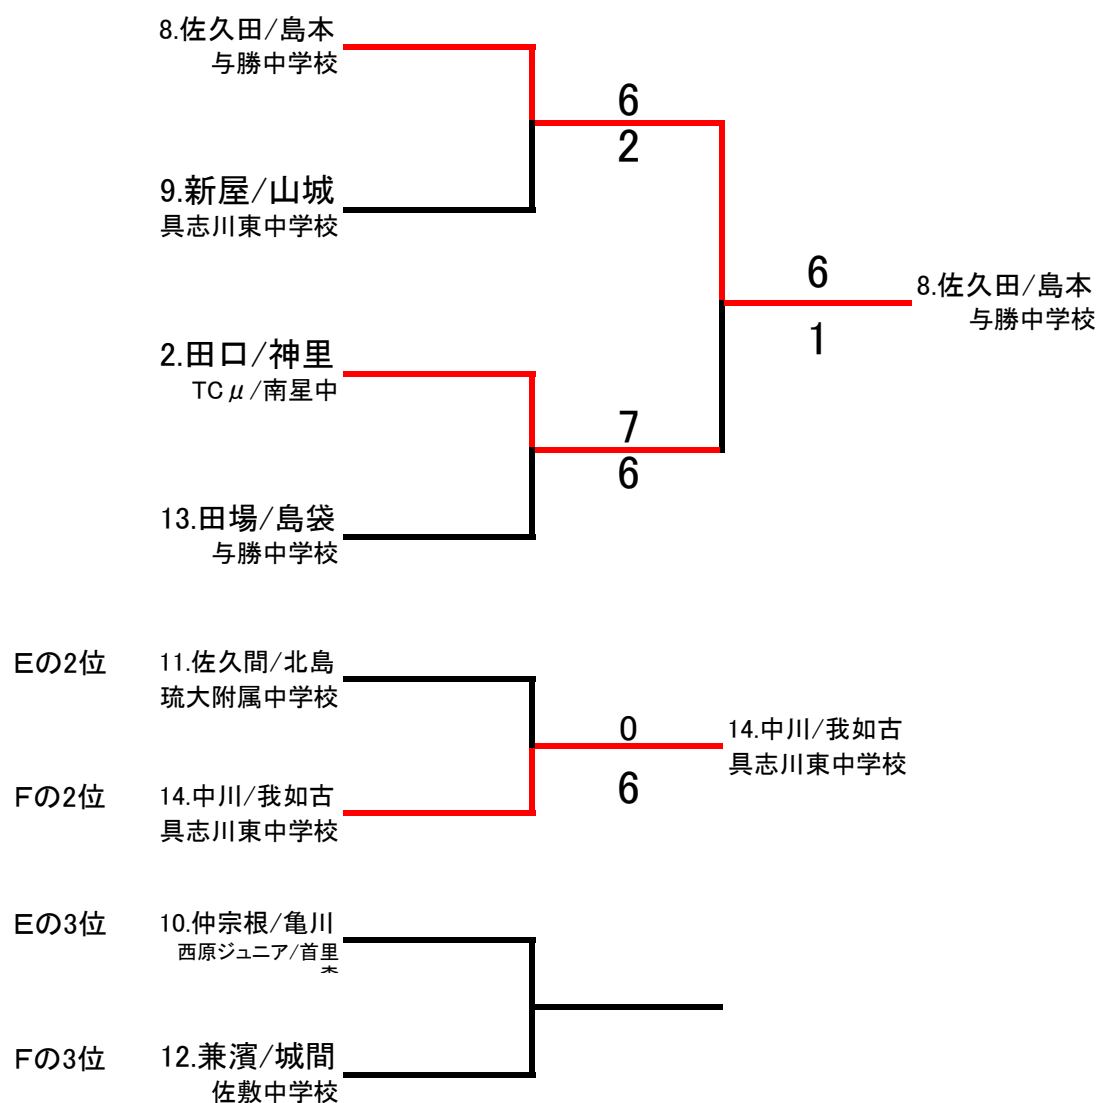 8.佐久田/島本
与勝中学校
6
2
9.新屋/山城
具志川東中学校
6
1
8.佐久田/島本
与勝中学校
2.田口/神里
TCμ/南星中
7
6
13.田場/島袋
与勝中学校
Eの2位
11.佐久間/北島
琉大附属中学校
0
6
14.中川/我如古
具志川東中学校
Fの2位
14.中川/我如古
具志川東中学校
Eの3位
10.仲宗根/亀川
西原ジュニア/首里
Fの3位
12.兼濱/城間
佐敷中学校